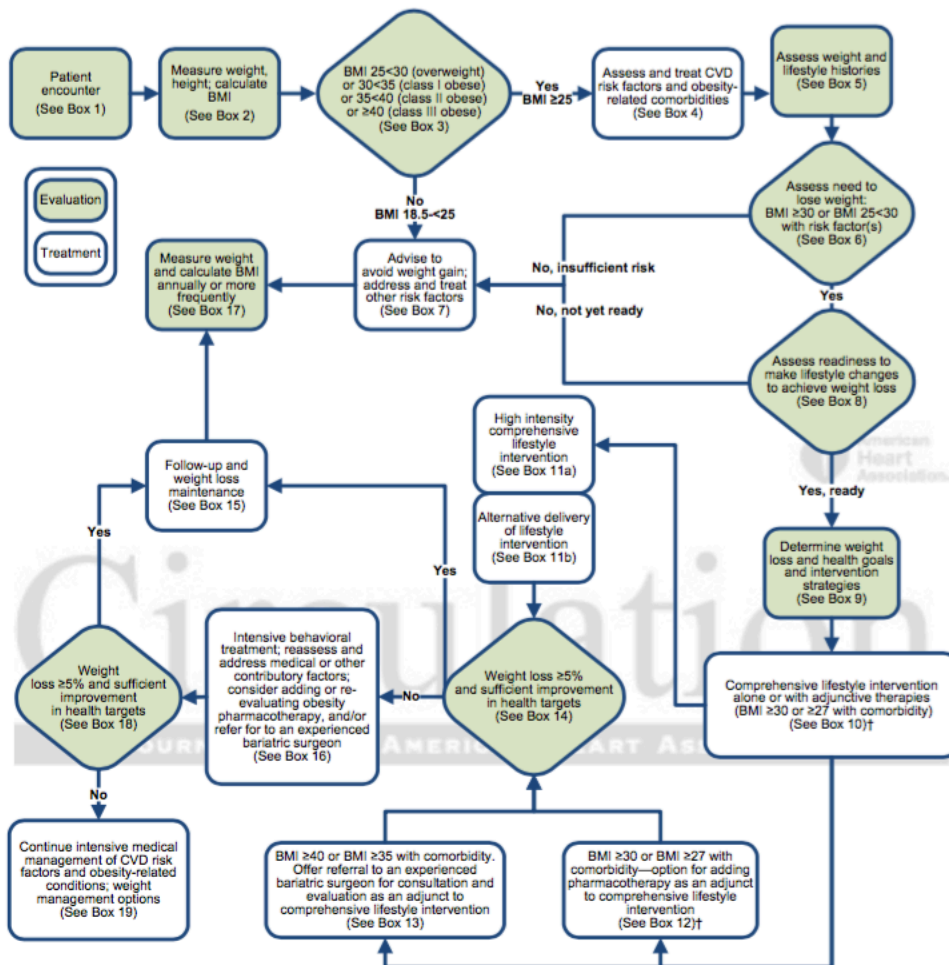 Patient
encounter
(See Box 1)
Measure weight,
height; calculate
BMI
(See Box 2)
BMI 25<30 (overweight)
or 30<35 (class I obese)
or 35<40 (class II obese)
or ≥40 (class III obese)
(See Box 3)
Yes
BMI ≥25
Assess and treat CVD
risk factors and obesity-
related comorbidities
(See Box 4)
Assess weight and
lifestyle histories
(See Box 5)
Evaluation
Treatment
No
BMI 18.5-<25
Assess need to
lose weight:
BMI ≥30 or BMI 25<30
with risk factor(s)
(See Box 6)
Measure weight
and calculate BMI
annually or more
frequently
(See Box 17)
Advise to
avoid weight gain;
address and treat
other risk factors
(See Box 7)
No, insufficient risk
No, not yet ready
Yes
Assess readiness to
make lifestyle changes
to achieve weight loss
(See Box 8)
High intensity
comprehensive
lifestyle
intervention
(See Box 11a)
American
Heart
Association
Follow-up and
weight loss
maintenance
(See Box 15)
Yes, ready
Alternative delivery
of lifestyle
intervention
(See Box 11b)
Yes
Yes
Determine weight
loss and health goals
and intervention
strategies
(See Box 9)
Circulation
Weight
loss ≥5% and sufficient
improvement
in health targets
(See Box 18)
Intensive behavioral
treatment; reassess and
address medical or other
contributory factors;
consider adding or re-
evaluating obesity
pharmacotherapy, and/or
refer for to an experienced
bariatric surgeon
(See Box 16)
No
Weight loss ≥5%
and sufficient improvement
in health targets
(See Box 14)
Comprehensive lifestyle intervention
alone or with adjunctive therapies
(BMI ≥30 or ≥27 with comorbidity)
(See Box 10)†
No
Continue intensive medical
management of CVD risk
factors and obesity-related
conditions; weight
management options
(See Box 19)
BMI ≥40 or BMI ≥35 with comorbidity.
Offer referral to an experienced
bariatric surgeon for consultation and
evaluation as an adjunct to
comprehensive lifestyle intervention
(See Box 13)
BMI ≥30 or BMI ≥27 with
comorbidity—option for adding
pharmacotherapy as an adjunct
to comprehensive lifestyle
intervention
(See Box 12)†